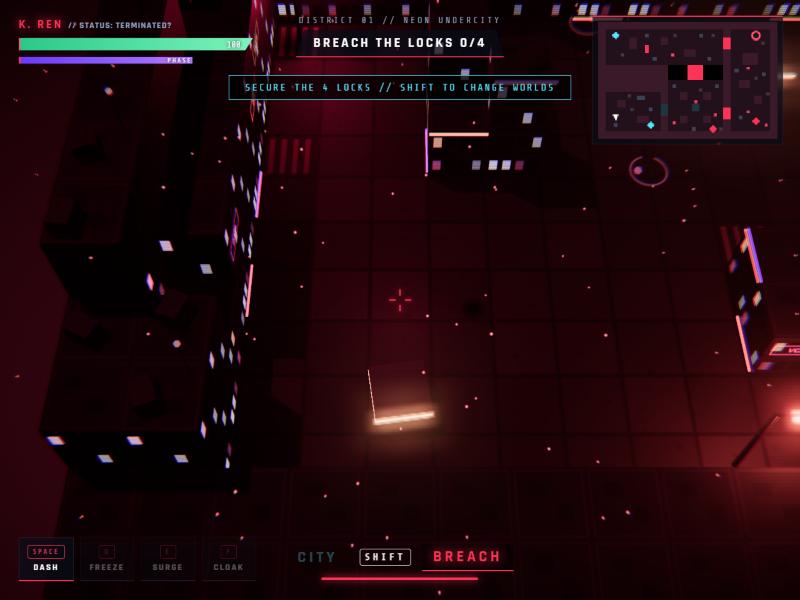 DISTRICT 01 // NEON UNDERCITY
K. REN // STATUS: TERMINATED?
BREACH THE LOCKS 0/4
100
PHASE
SECURE THE 4 LOCKS // SHIFT TO CHANGE WORLDS
SPACE
DASH
Q
FREEZE
E
SURGE
F
CLOAK
CITY
SHIFT
BREACH